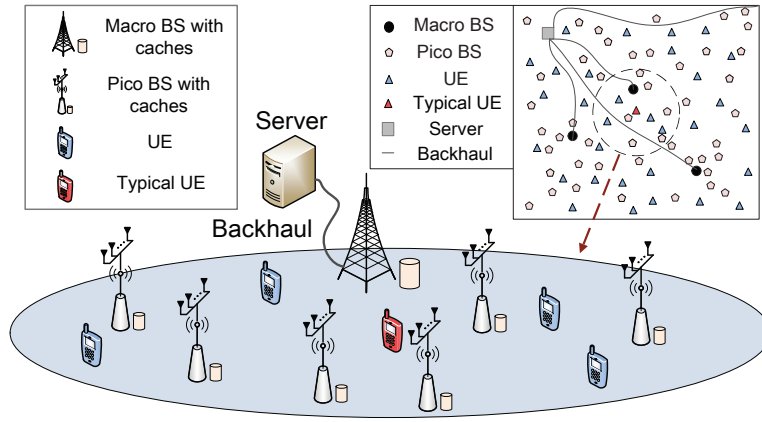 Macro BS with
caches
Pico BS with
caches
UE
Typical UE
Server
Backhaul
Macro BS
Pico BS
UE
Typical UE
Server
Backhaul